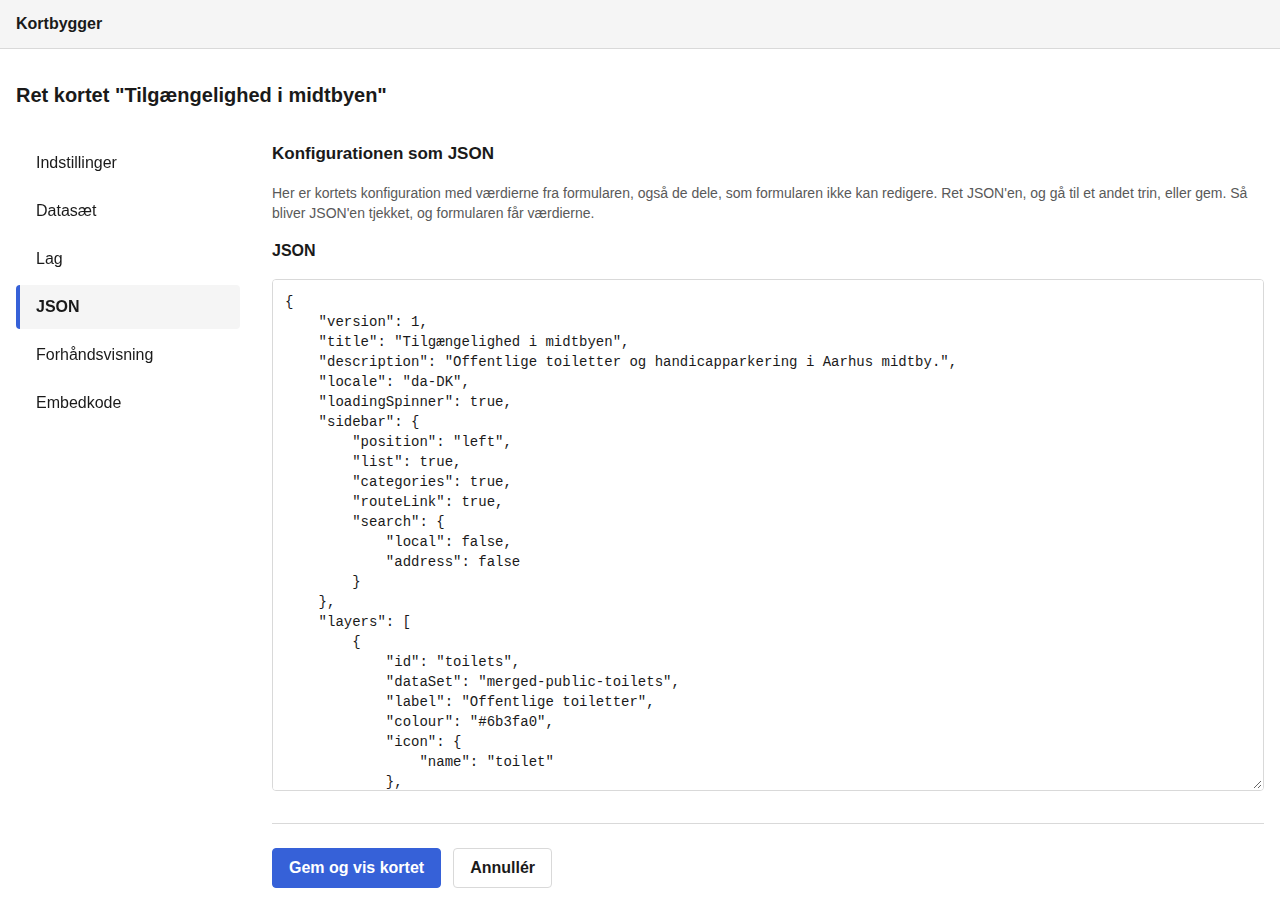 Kortbygger
Ret kortet "Tilgængelighed i midtbyen"
Indstillinger
Datasæt
Lag
JSON
Forhåndsvisning
Embedkode
Konfigurationen som JSON
Her er kortets konfiguration med værdierne fra formularen, også de dele, som formularen ikke kan redigere. Ret JSON'en, og gå til et andet trin, eller gem. Så
bliver JSON'en tjekket, og formularen får værdierne.
JSON
{
    "version": 1,
    "title": "Tilgængelighed i midtbyen",
    "description": "Offentlige toiletter og handicapparkering i Aarhus midtby.",
    "locale": "da-DK",
    "loadingSpinner": true,
    "sidebar": {
        "position": "left",
        "list": true,
        "categories": true,
        "routeLink": true,
        "search": {
            "local": false,
            "address": false
        }
    },
    "layers": [
        {
            "id": "toilets",
            "dataSet": "merged-public-toilets",
            "label": "Offentlige toiletter",
            "colour": "#6b3fa0",
            "icon": {
                "name": "toilet"
            },
Gem og vis kortet
Annullér